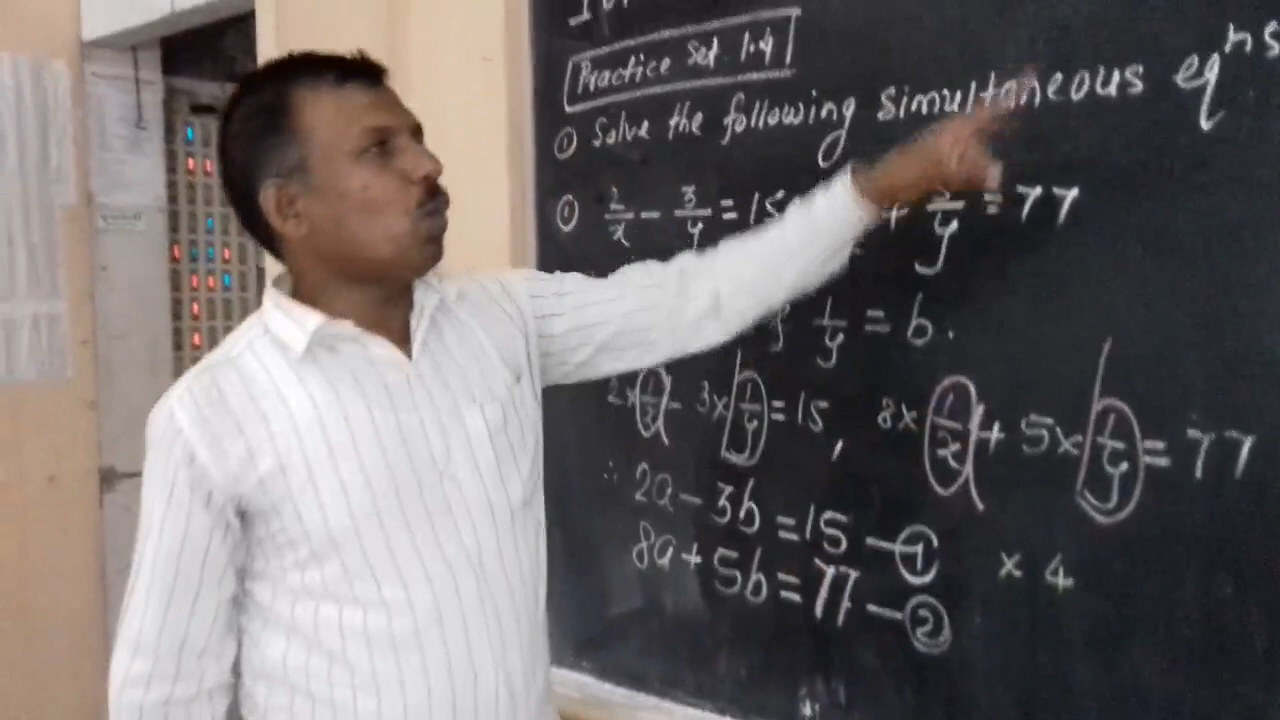 Practice Set 1.4
① Solve the following simultaneous eqⁿˢ
① 2/x - 3/y = 15 + 5/y = 77
1/y = b.
2×1/x - 3×1/y = 15, 8×1/x + 5×1/y = 77
∴ 2a - 3b = 15 — ① × 4
8a + 5b = 77 — ②